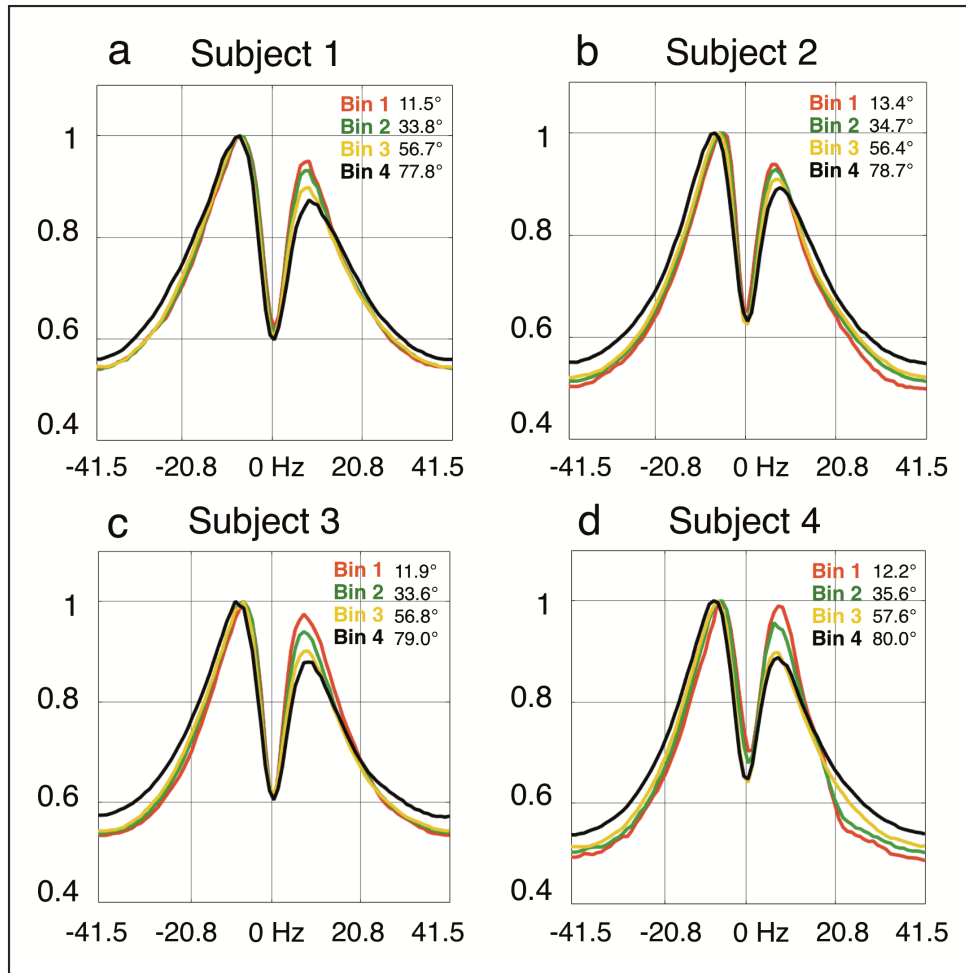 a Subject 1
Bin 1 11.5°
Bin 2 33.8°
Bin 3 56.7°
Bin 4 77.8°
1
0.8
0.6
0.4
-41.5 -20.8 0 Hz 20.8 41.5
b Subject 2
Bin 1 13.4°
Bin 2 34.7°
Bin 3 56.4°
Bin 4 78.7°
1
0.8
0.6
0.4
-41.5 -20.8 0 Hz 20.8 41.5
c Subject 3
Bin 1 11.9°
Bin 2 33.6°
Bin 3 56.8°
Bin 4 79.0°
1
0.8
0.6
0.4
-41.5 -20.8 0 Hz 20.8 41.5
d Subject 4
Bin 1 12.2°
Bin 2 35.6°
Bin 3 57.6°
Bin 4 80.0°
1
0.8
0.6
0.4
-41.5 -20.8 0 Hz 20.8 41.5